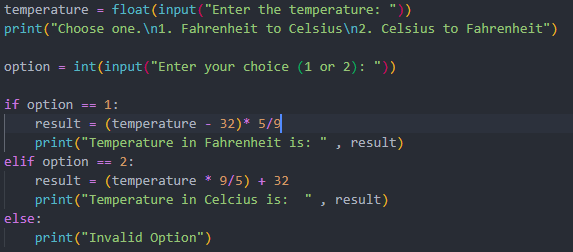 temperature = float(input("Enter the temperature: "))
print("Choose one.\n1. Fahrenheit to Celsius\n2. Celsius to Fahrenheit")
option = int(input("Enter your choice (1 or 2): "))
if option == 1:
    result = (temperature - 32)* 5/9
    print("Temperature in Fahrenheit is: " , result)
elif option == 2:
    result = (temperature * 9/5) + 32
    print("Temperature in Celcius is:  " , result)
else:
    print("Invalid Option")